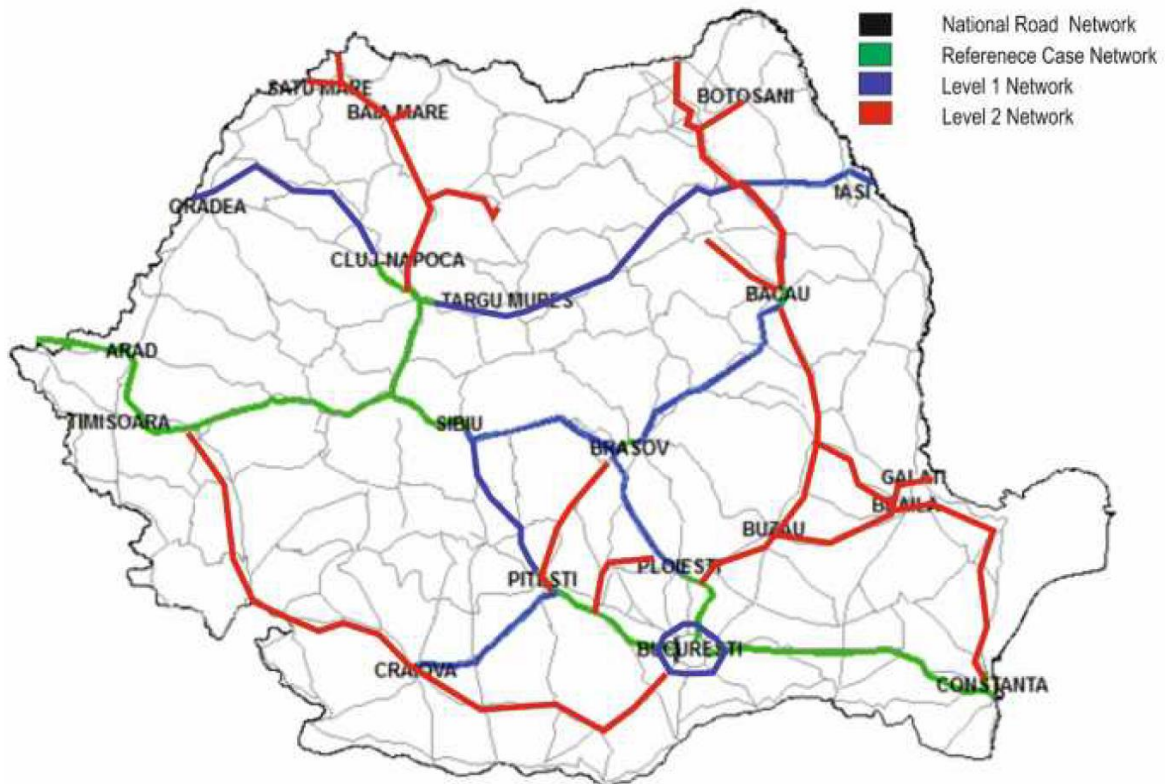 National Road Network
Referenece Case Network
Level 1 Network
Level 2 Network
SATU MARE
BAIA MARE
BOTOSANI
ORADEA
IASI
CLUJ-NAPOCA
TARGU MURES
BACAU
ARAD
TIMISOARA
SIBIU
BRASOV
GALATI
BRAILA
BUZAU
PITESTI
PLOIESTI
BUCURESTI
CRAIOVA
CONSTANTA